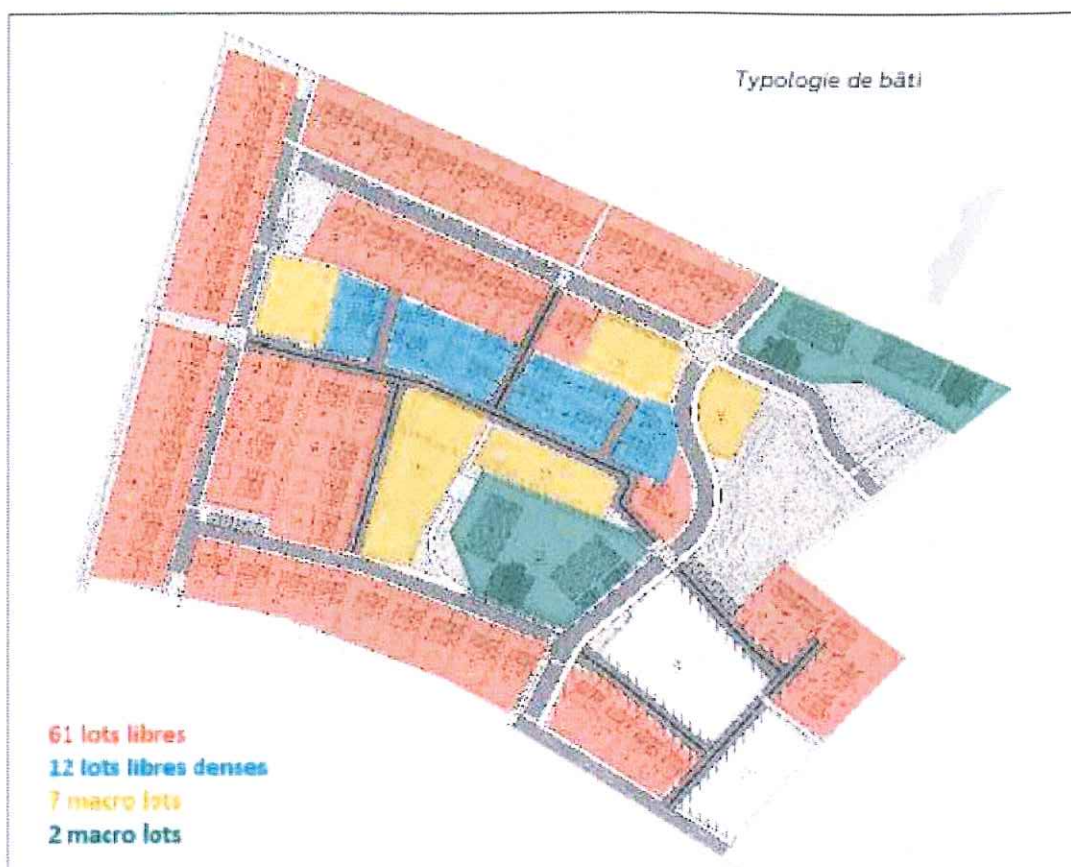 Typologie de bâti
61 lots libres
12 lots libres denses
7 macro lots
2 macro lots